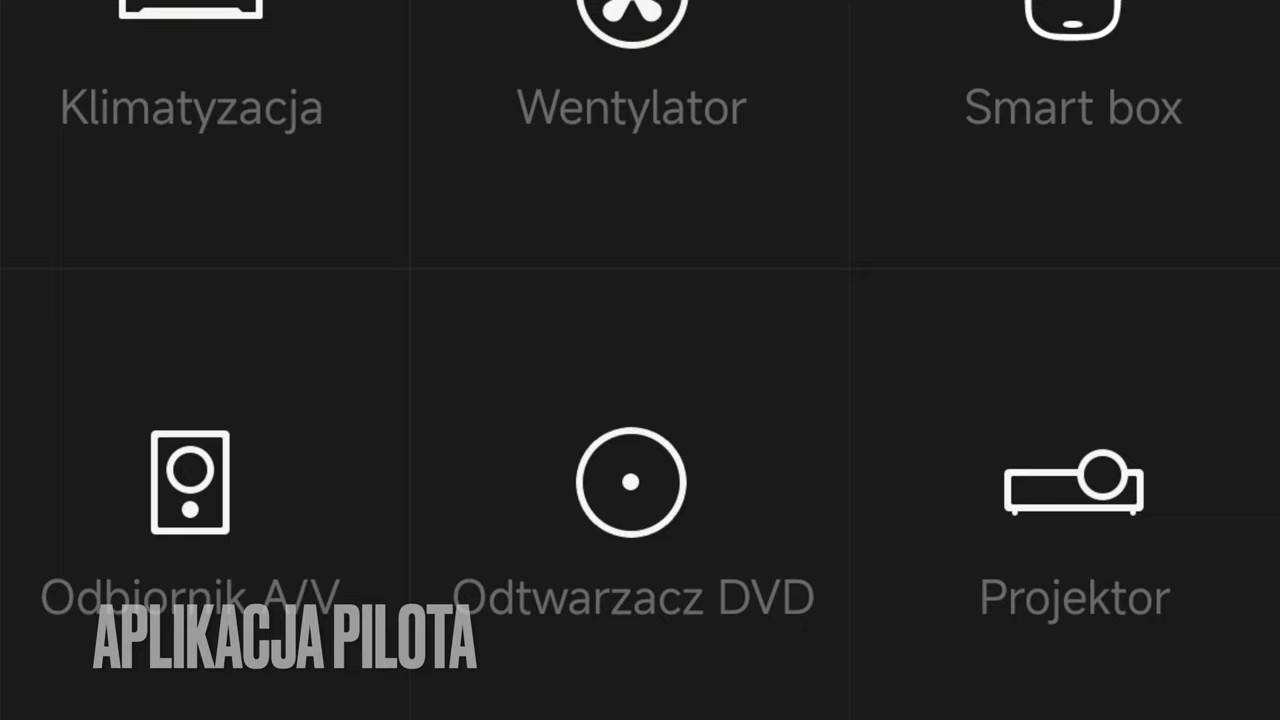 Klimatyzacja
Wentylator
Smart box
Odbiornik A/V
Odtwarzacz DVD
Projektor
APLIKACJA PILOTA